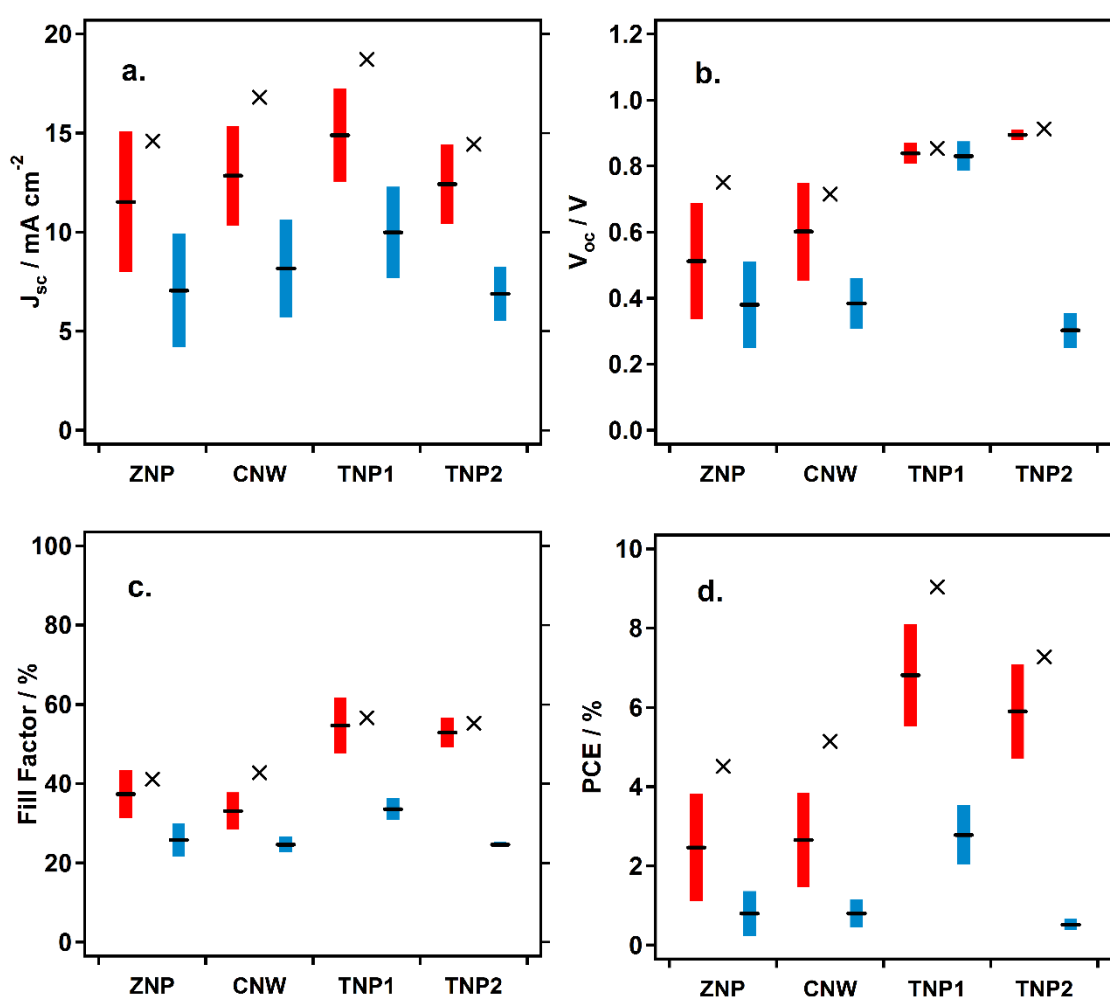 a.
J_sc / mA cm^-2
20
15
10
5
0
ZNP CNW TNP1 TNP2
b.
V_oc / V
1.2
1.0
0.8
0.6
0.4
0.2
0.0
ZNP CNW TNP1 TNP2
c.
Fill Factor / %
100
80
60
40
20
0
ZNP CNW TNP1 TNP2
d.
PCE / %
10
8
6
4
2
0
ZNP CNW TNP1 TNP2